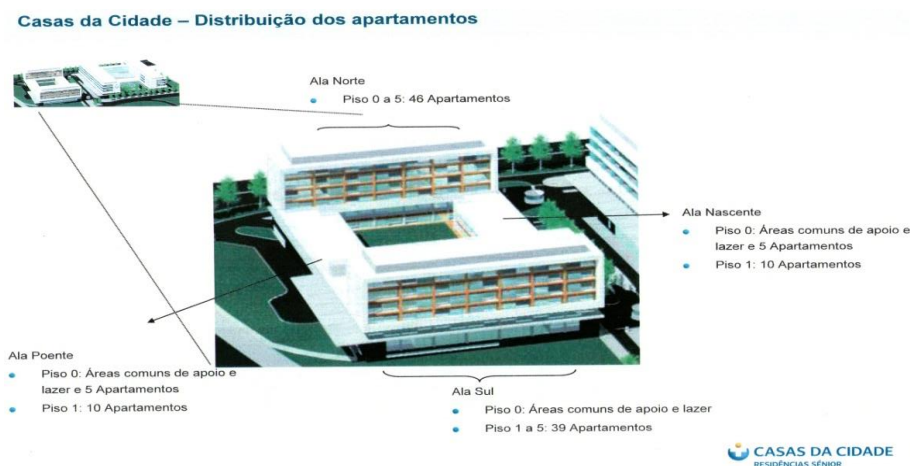 Casas da Cidade – Distribuição dos apartamentos
Ala Norte
Piso 0 a 5: 46 Apartamentos
Ala Nascente
Piso 0: Áreas comuns de apoio e
lazer e 5 Apartamentos
Piso 1: 10 Apartamentos
Ala Poente
Piso 0: Áreas comuns de apoio e
lazer e 5 Apartamentos
Piso 1: 10 Apartamentos
Ala Sul
Piso 0: Áreas comuns de apoio e lazer
Piso 1 a 5: 39 Apartamentos
CASAS DA CIDADE
RESIDÊNCIAS SÉNIOR